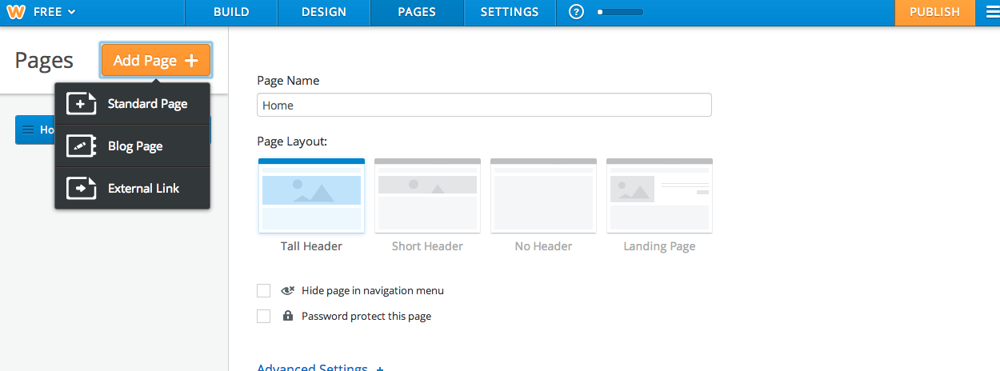 W FREE BUILD DESIGN PAGES SETTINGS ? PUBLISH
Pages
Add Page +
Standard Page
Blog Page
External Link
Ho
Page Name
Home
Page Layout:
Tall Header Short Header No Header Landing Page
Hide page in navigation menu
Password protect this page
Advanced Settings +